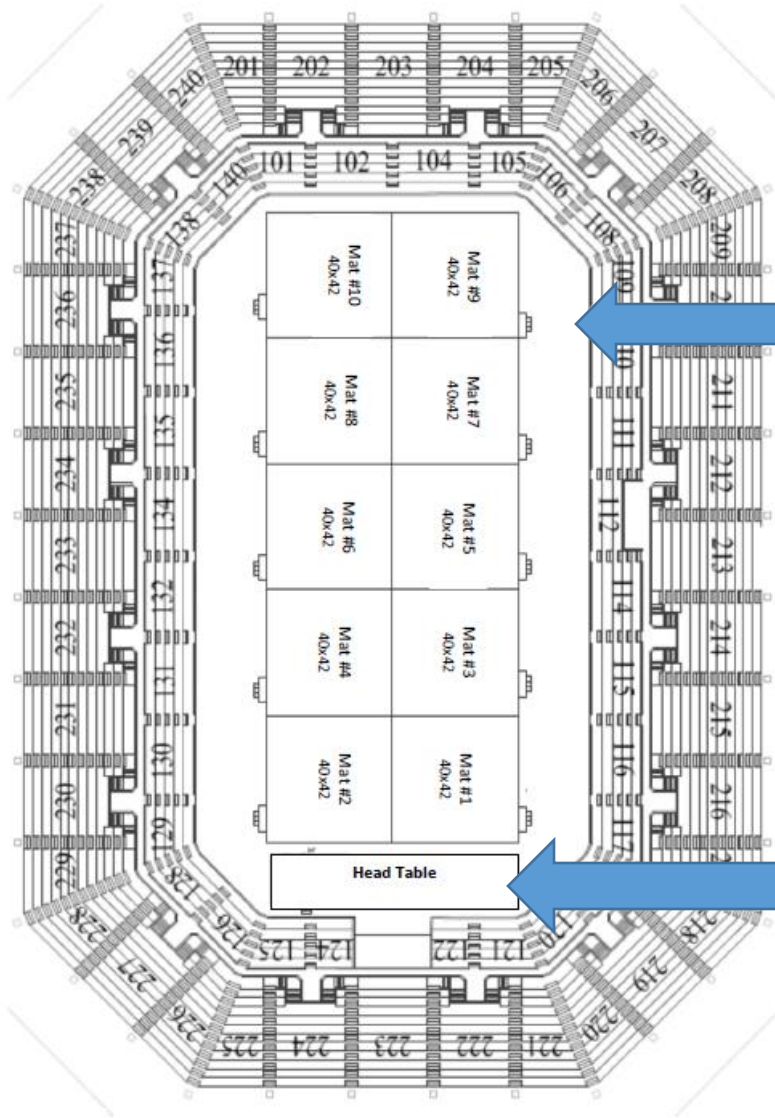 201 202 203 204 205
240 206
239 207
238 208
101 102 104 105
140 106
138 108
237 209
137 109
236
136
235 211
135 111
234 212
134 112
233 213
132 114
232 214
131 115
231 215
130 116
230 216
129 117
229
128
126 120
125 124 122 121
228 218
227 219
226 220
225 224 223 222 221
Mat #10
40x42
Mat #9
40x42
Mat #8
40x42
Mat #7
40x42
Mat #6
40x42
Mat #5
40x42
Mat #4
40x42
Mat #3
40x42
Mat #2
40x42
Mat #1
40x42
Head Table